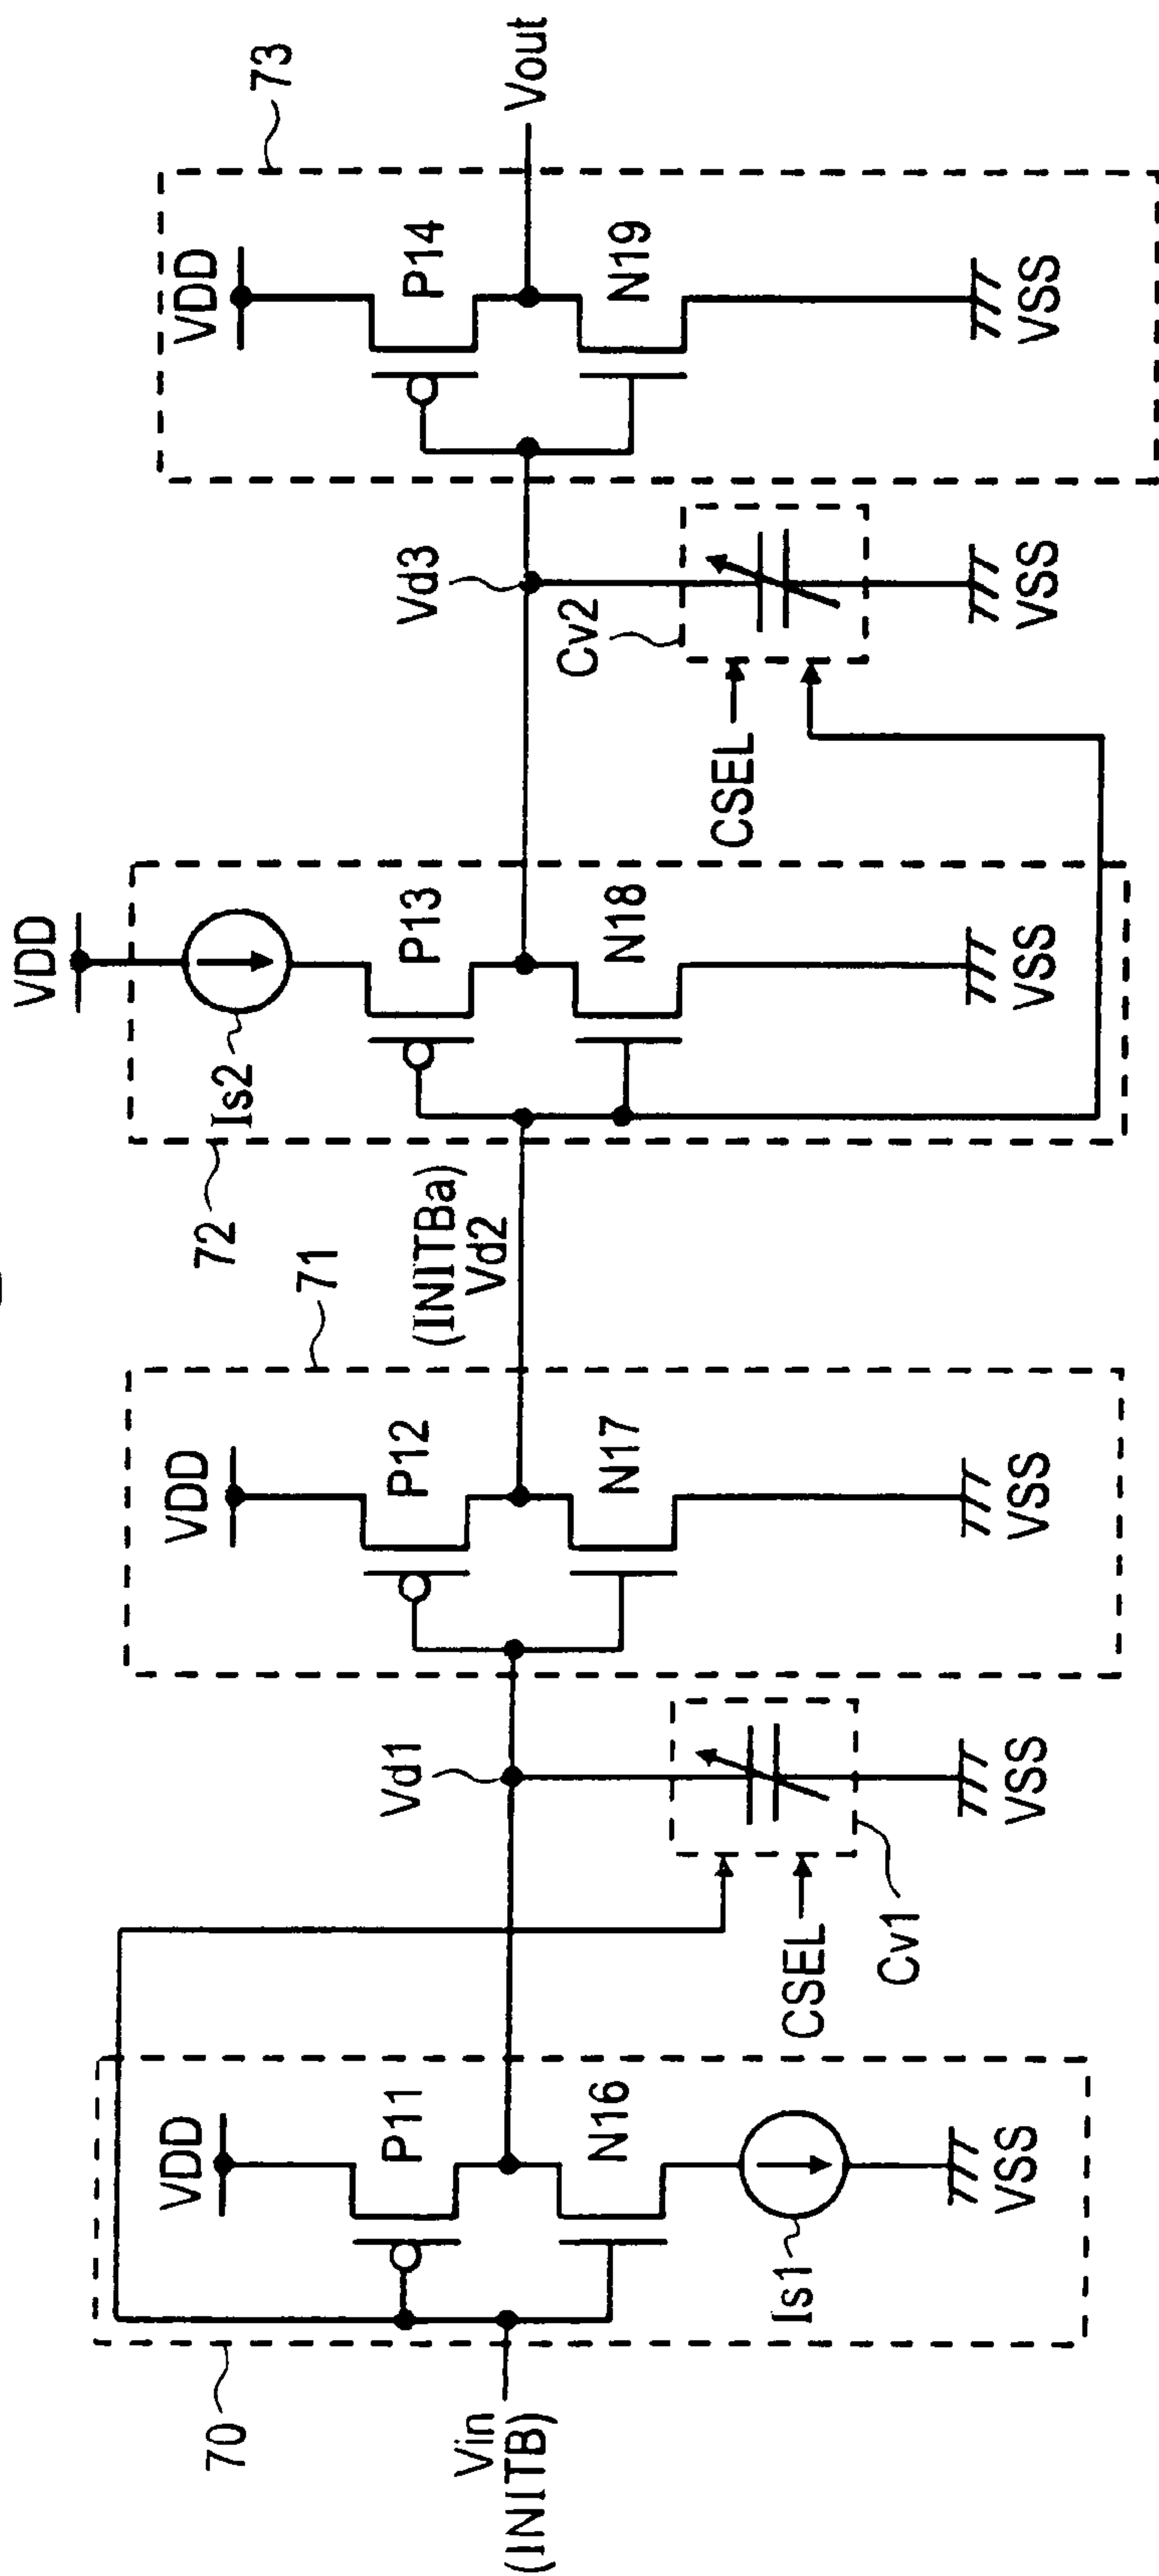 70
Vin
(INITB)
VDD
P11
N16
Is1
VSS
Vd1
CSEL
Cv1
VSS
71
VDD
P12
N17
VSS
(INITBa)
Vd2
72
VDD
Is2
P13
N18
VSS
Vd3
Cv2
CSEL
VSS
73
VDD
P14
N19
VSS
Vout